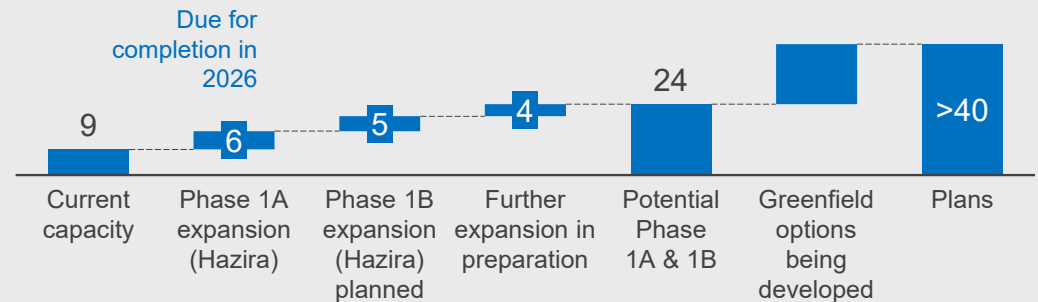 Due for
completion in
2026
9
6
5
4
24
>40
Current
capacity
Phase 1A
expansion
(Hazira)
Phase 1B
expansion
(Hazira)
planned
Further
expansion in
preparation
Potential
Phase
1A & 1B
Greenfield
options
being
developed
Plans